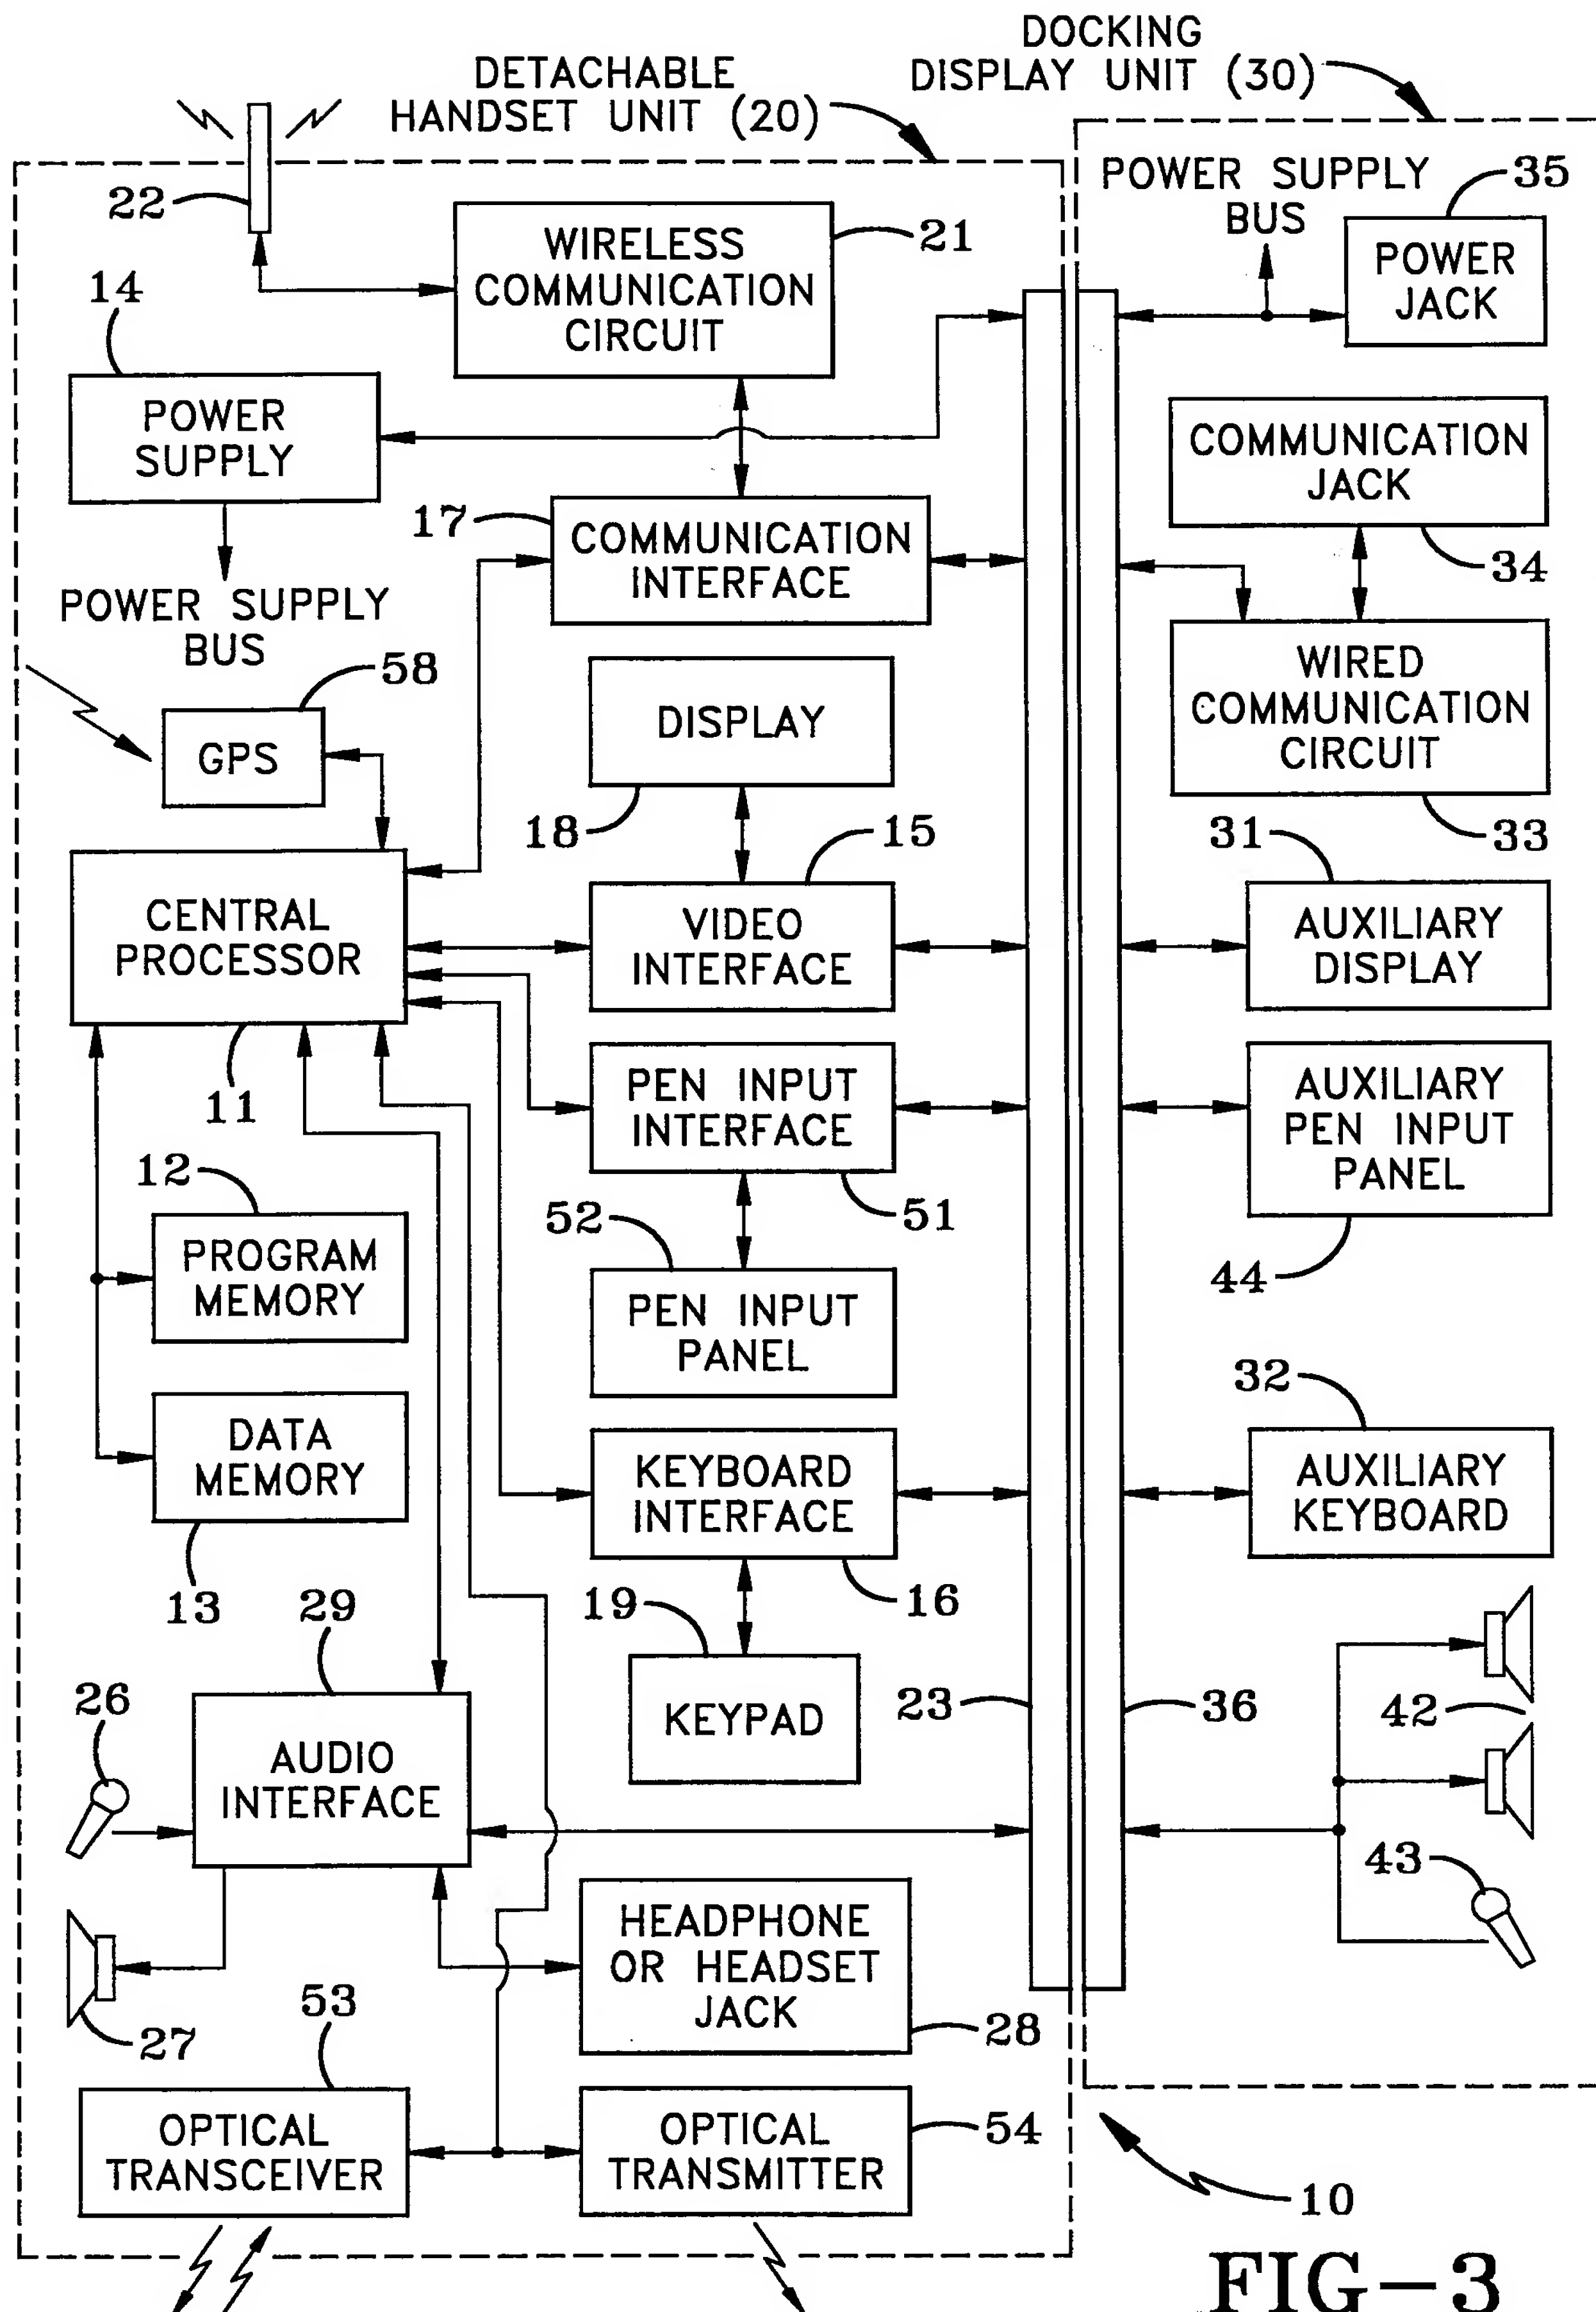 DOCKING
DISPLAY UNIT (30)
DETACHABLE
HANDSET UNIT (20)
22
WIRELESS
COMMUNICATION
CIRCUIT
21
POWER SUPPLY
BUS
35
POWER
JACK
14
POWER
SUPPLY
POWER SUPPLY
BUS
17
COMMUNICATION
INTERFACE
COMMUNICATION
JACK
34
WIRED
COMMUNICATION
CIRCUIT
33
58
GPS
DISPLAY
18
15
CENTRAL
PROCESSOR
11
VIDEO
INTERFACE
31
AUXILIARY
DISPLAY
PEN INPUT
INTERFACE
51
AUXILIARY
PEN INPUT
PANEL
44
12
PROGRAM
MEMORY
52
PEN INPUT
PANEL
DATA
MEMORY
13
KEYBOARD
INTERFACE
16
32
AUXILIARY
KEYBOARD
19
KEYPAD
29
26
AUDIO
INTERFACE
23
36
42
43
27
HEADPHONE
OR HEADSET
JACK
28
53
OPTICAL
TRANSCEIVER
OPTICAL
TRANSMITTER
54
10
FIG-3